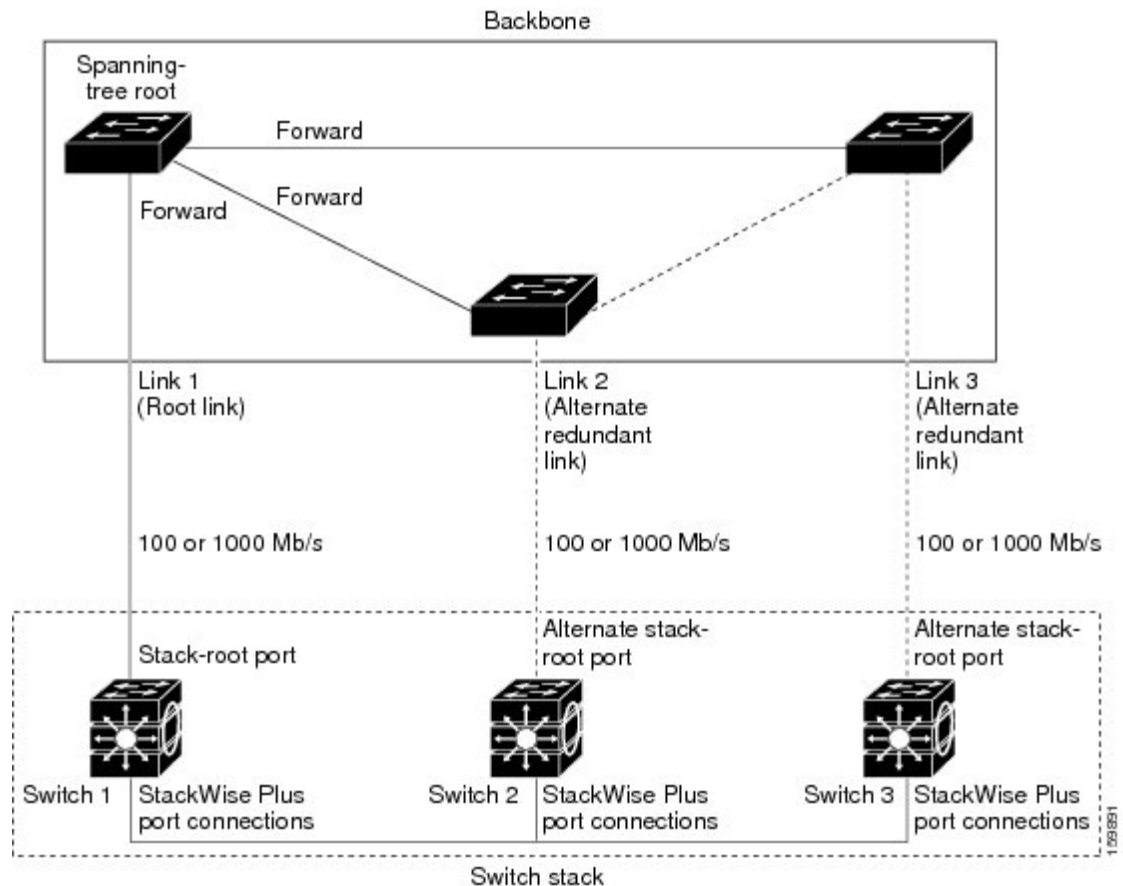 Backbone
Spanning-
tree root
Forward
Forward
Forward
Link 1
(Root link)
Link 2
(Alternate
redundant
link)
Link 3
(Alternate
redundant
link)
100 or 1000 Mb/s
100 or 1000 Mb/s
100 or 1000 Mb/s
Stack-root port
Alternate stack-
root port
Alternate stack-
root port
Switch 1
StackWise Plus
port connections
Switch 2
StackWise Plus
port connections
Switch 3
StackWise Plus
port connections
159891
Switch stack